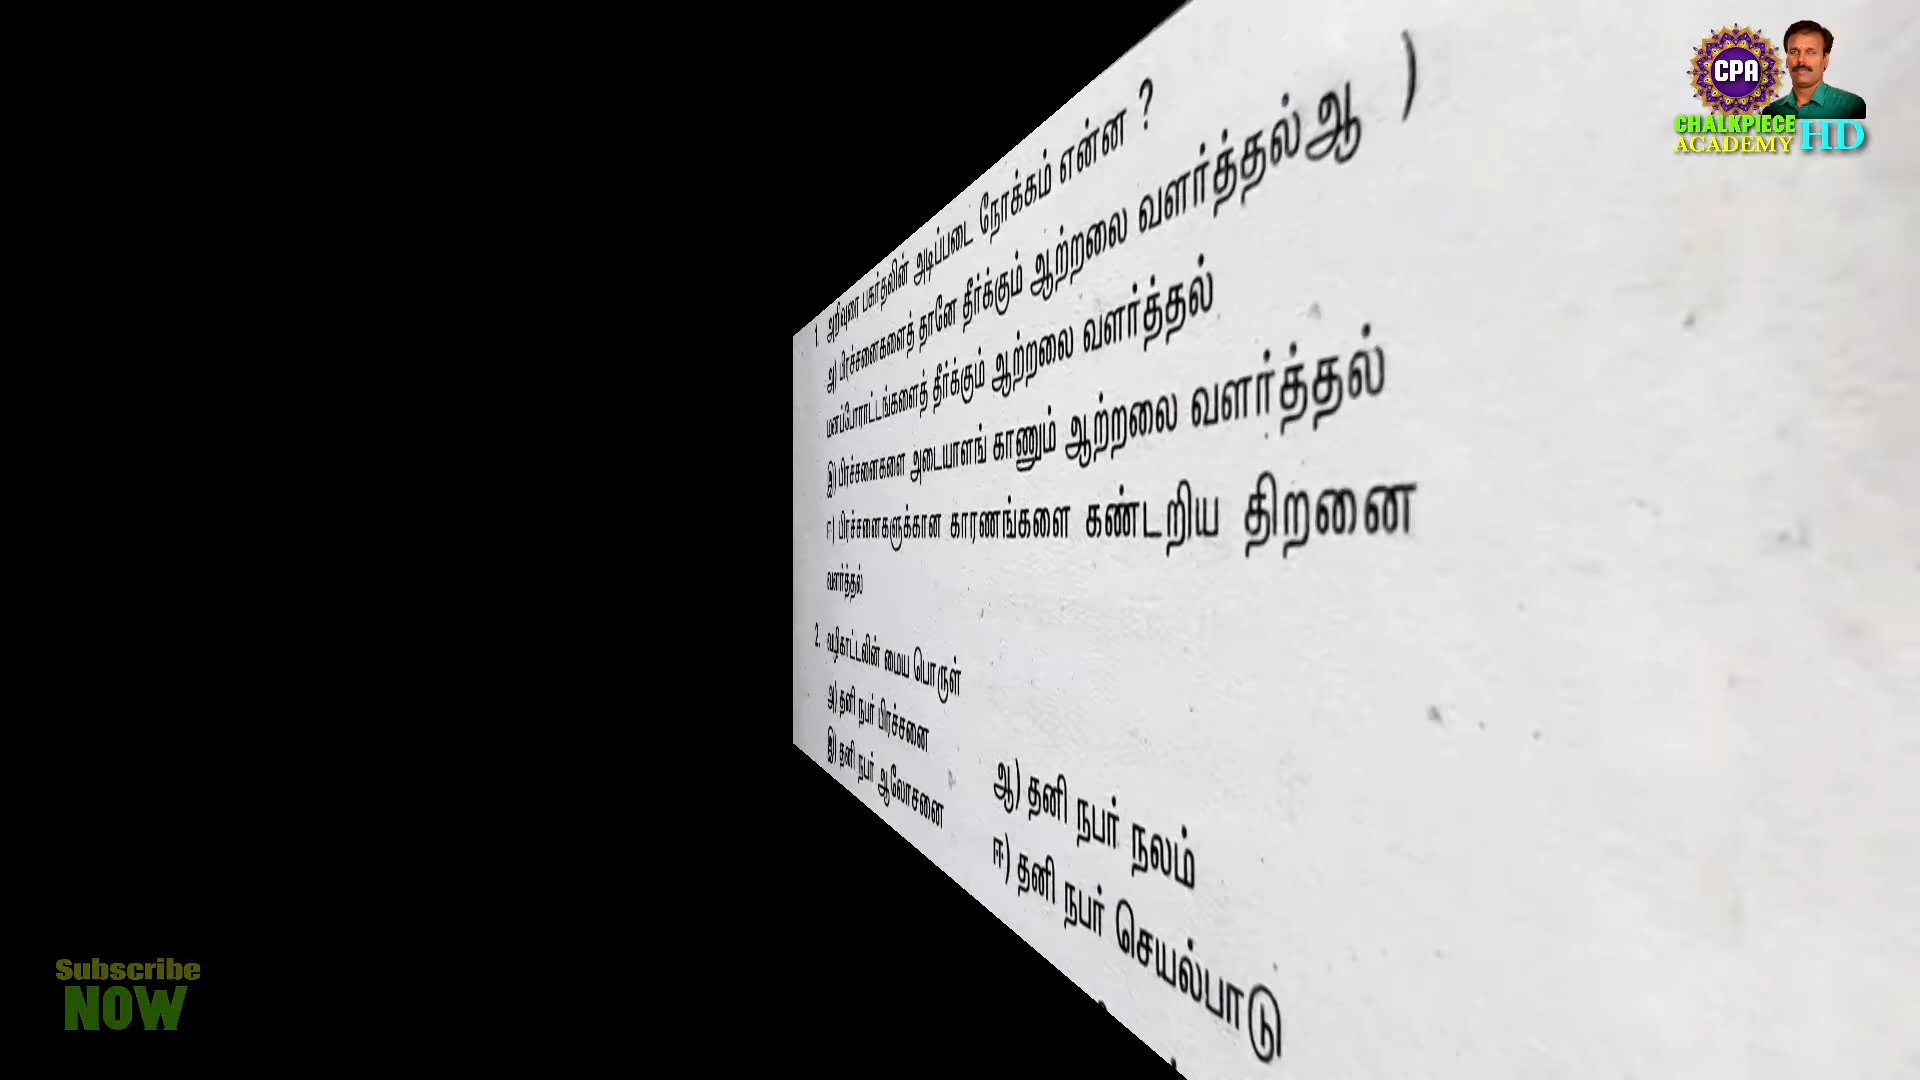 1. அறிவுரை பகர்தலின் அடிப்படை நோக்கம் என்ன ?
அ) பிரச்சனைகளைத் தானே தீர்க்கும் ஆற்றலை வளர்த்தல்ஆ )
மனப்போராட்டங்களைத் தீர்க்கும் ஆற்றலை வளர்த்தல்
இ) பிரச்சனைகளை அடையாளங் காணும் ஆற்றலை வளர்த்தல்
ஈ) பிரச்சனைகளுக்கான காரணங்களை கண்டறிய திறனை
வளர்த்தல்
2. வழிகாட்டலின் மைய பொருள்
அ) தனி நபர் பிரச்சனை
ஆ) தனி நபர் நலம்
இ) தனி நபர் ஆலோசனை
ஈ) தனி நபர் செயல்பாடு
CPA
CHALKPIECE
ACADEMY HD
Subscribe
NOW